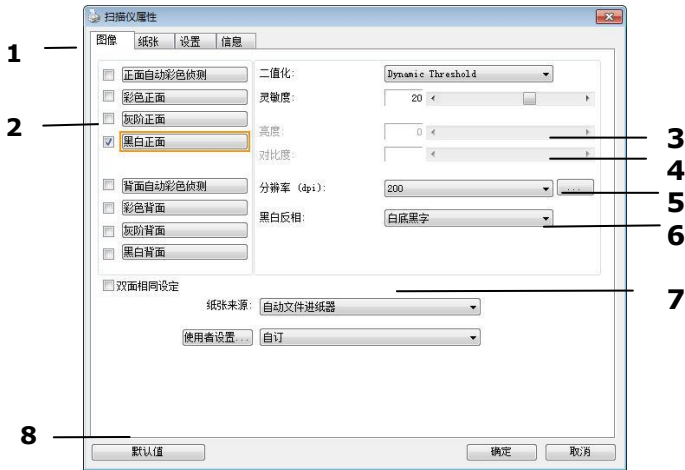 扫描仪属性
图像 纸张 设置 信息
1
正面自动彩色侦测 二值化: Dynamic Threshold
彩色正面 灵敏度: 20
2 灰阶正面
黑白正面 亮度: 0 3
对比度: 4
背面自动彩色侦测 分辨率 (dpi): 200 ... 5
彩色背面 黑白反相: 白底黑字 6
灰阶背面
黑白背面
双面相同设定 7
纸张来源: 自动文件进纸器
使用者设置... 自订
8
默认值 确定 取消